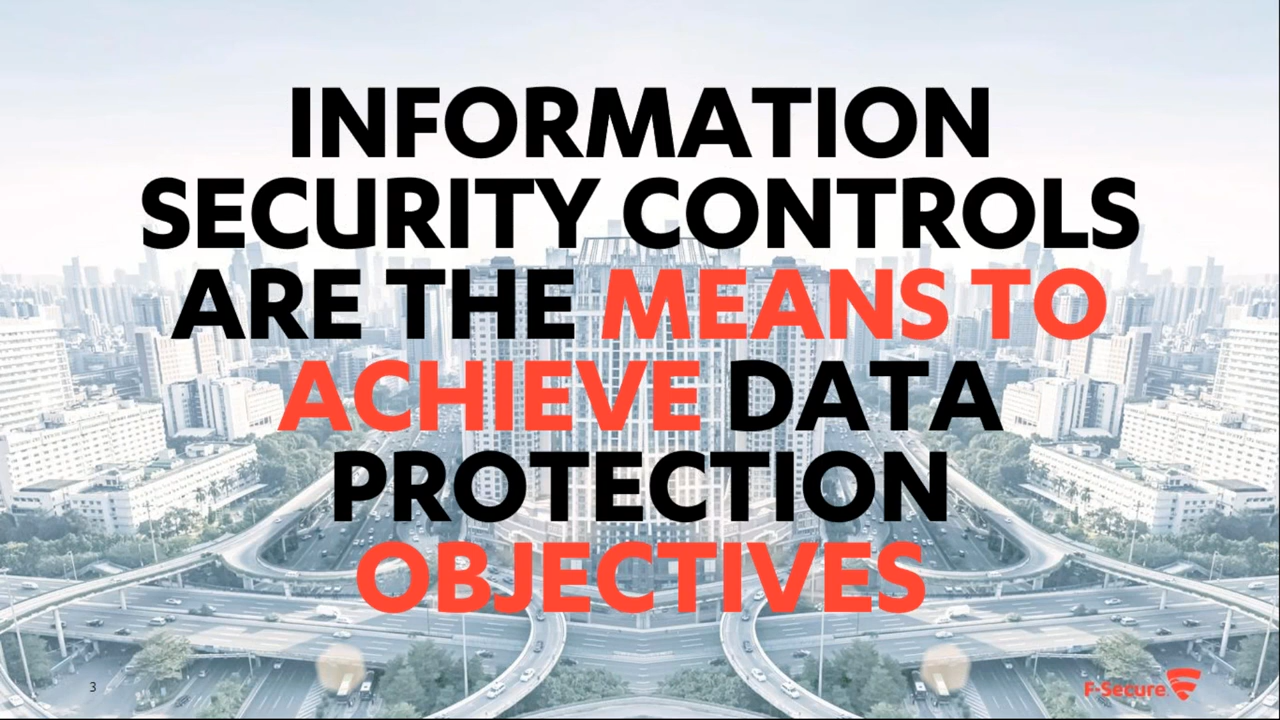 INFORMATION
SECURITY CONTROLS
ARE THE MEANS TO
ACHIEVE DATA
PROTECTION
OBJECTIVES
3
F-Secure